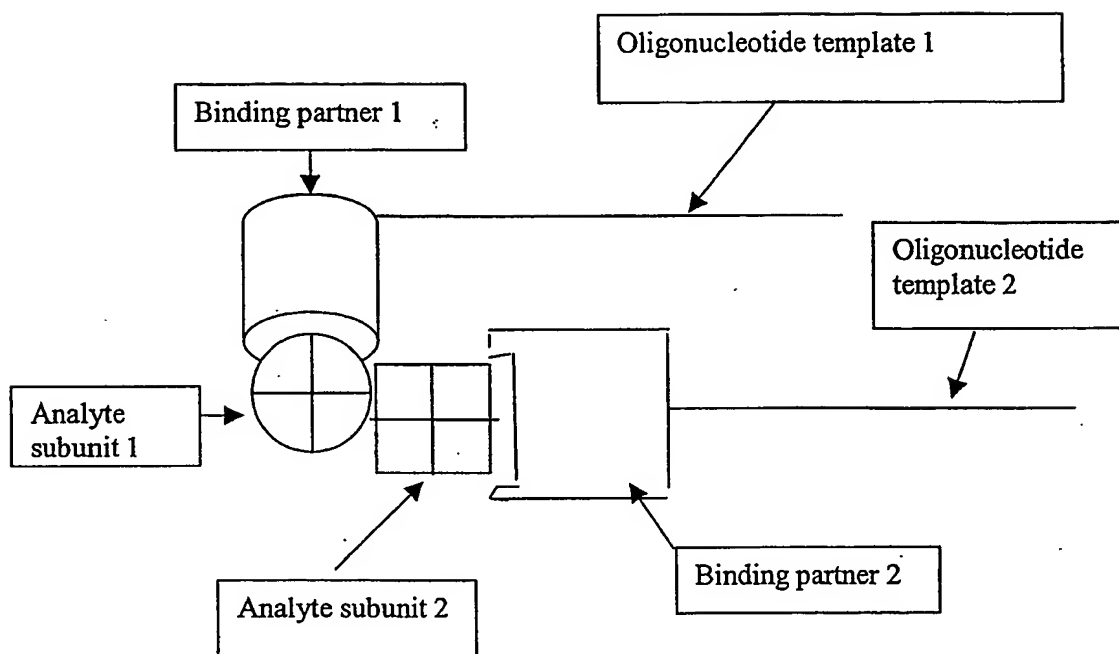 Oligonucleotide template 1
Binding partner 1
Oligonucleotide
template 2
Analyte
subunit 1
Analyte subunit 2
Binding partner 2